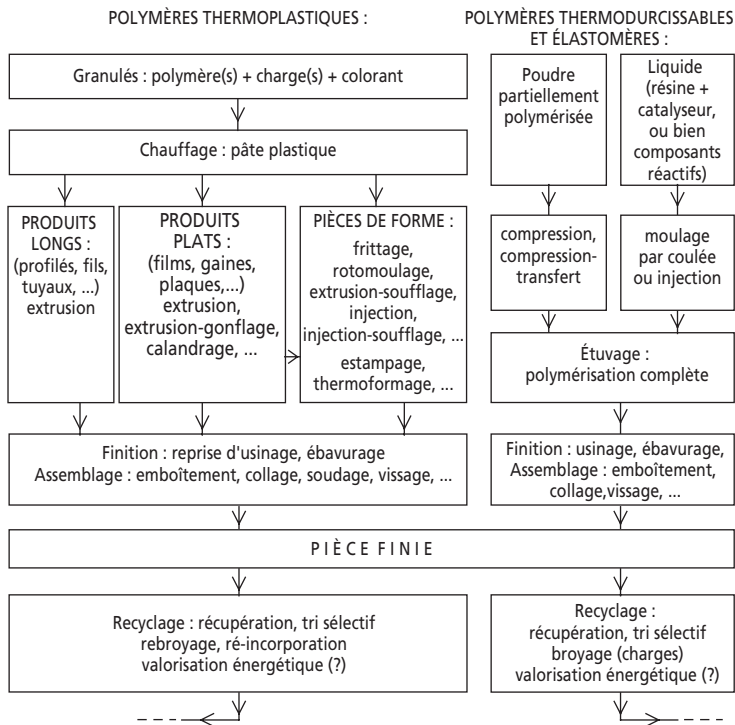 POLYMÈRES THERMOPLASTIQUES :
Granulés : polymère(s) + charge(s) + colorant
Chauffage : pâte plastique
PRODUITS
LONGS :
(profilés, fils,
tuyaux, ...)
extrusion
PRODUITS
PLATS :
(films, gaines,
plaques,...)
extrusion,
extrusion-gonflage,
calandrage, ...
PIÈCES DE FORME :
frittage,
rotomoulage,
extrusion-soufflage,
injection,
injection-soufflage, ...
estampage,
thermoformage, ...
Finition : reprise d'usinage, ébavurage
Assemblage : emboîtement, collage, soudage, vissage, ...
POLYMÈRES THERMODURCISSABLES
ET ÉLASTOMÈRES :
Poudre
partiellement
polymérisée
Liquide
(résine +
catalyseur,
ou bien
composants
réactifs)
compression,
compression-
transfert
moulage
par coulée
ou injection
Étuvage :
polymérisation complète
Finition : usinage, ébavurage,
Assemblage : emboîtement,
collage,vissage, ...
PIÈCE FINIE
Recyclage : récupération, tri sélectif
rebroyage, ré-incorporation
valorisation énergétique (?)
Recyclage :
récupération, tri sélectif
broyage (charges)
valorisation énergétique (?)